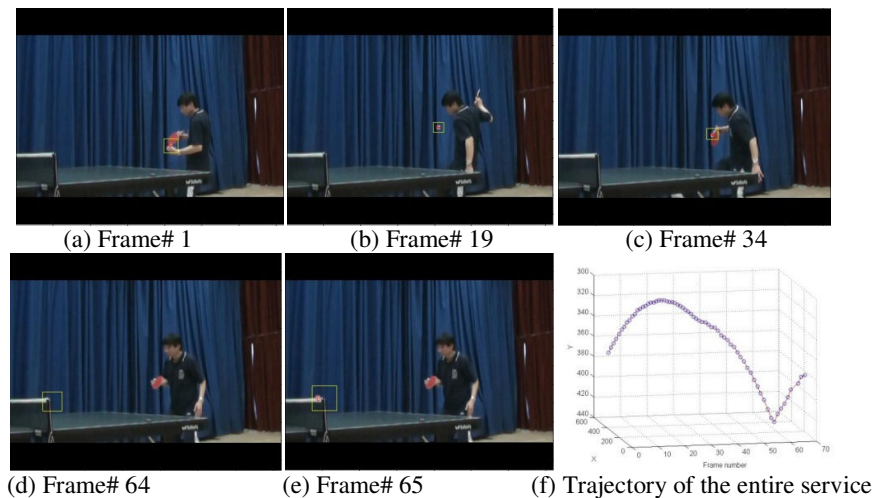 (a) Frame# 1
(b) Frame# 19
(c) Frame# 34
(d) Frame# 64
(e) Frame# 65
300
320
340
360
380
400
420
440
Y
600
400
200
0
X
0
10
20
30
40
50
60
70
Frame number
(f) Trajectory of the entire service